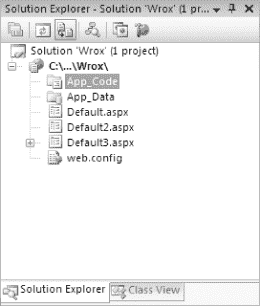 Solution Explorer - Solution 'Wrox' (1 pr...
Solution 'Wrox' (1 project)
C:\...\Wrox\
App_Code
App_Data
Default.aspx
Default2.aspx
Default3.aspx
web.config
Solution Explorer Class View